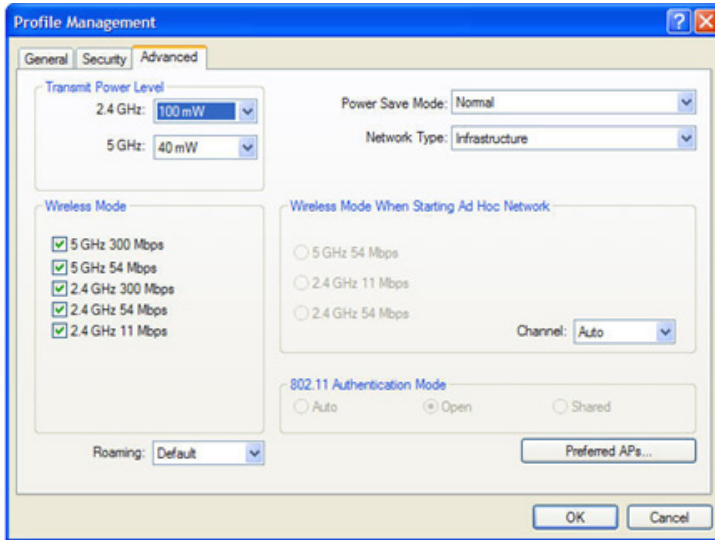 Profile Management
General Security Advanced
Transmit Power Level
2.4 GHz: 100 mW
5 GHz: 40 mW
Power Save Mode: Normal
Network Type: Infrastructure
Wireless Mode
5 GHz 300 Mbps
5 GHz 54 Mbps
2.4 GHz 300 Mbps
2.4 GHz 54 Mbps
2.4 GHz 11 Mbps
Wireless Mode When Starting Ad Hoc Network
5 GHz 54 Mbps
2.4 GHz 11 Mbps
2.4 GHz 54 Mbps
Channel: Auto
802.11 Authentication Mode
Auto Open Shared
Roaming: Default
Preferred APs...
OK Cancel